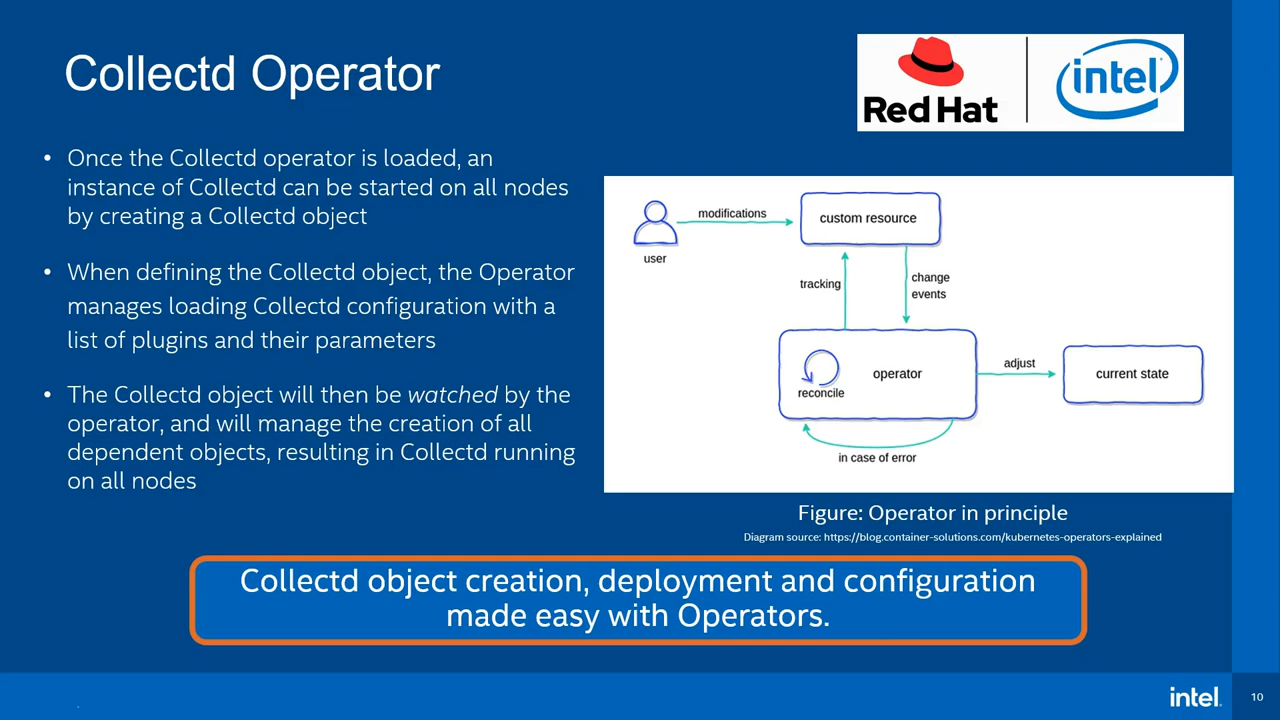 Collectd Operator
Red Hat
intel
• Once the Collectd operator is loaded, an
instance of Collectd can be started on all nodes
by creating a Collectd object
• When defining the Collectd object, the Operator
manages loading Collectd configuration with a
list of plugins and their parameters
• The Collectd object will then be watched by the
operator, and will manage the creation of all
dependent objects, resulting in Collectd running
on all nodes
user
modifications
custom resource
tracking
change
events
reconcile
operator
adjust
current state
in case of error
Figure: Operator in principle
Diagram source: https://blog.container-solutions.com/kubernetes-operators-explained
Collectd object creation, deployment and configuration
made easy with Operators.
intel.
10